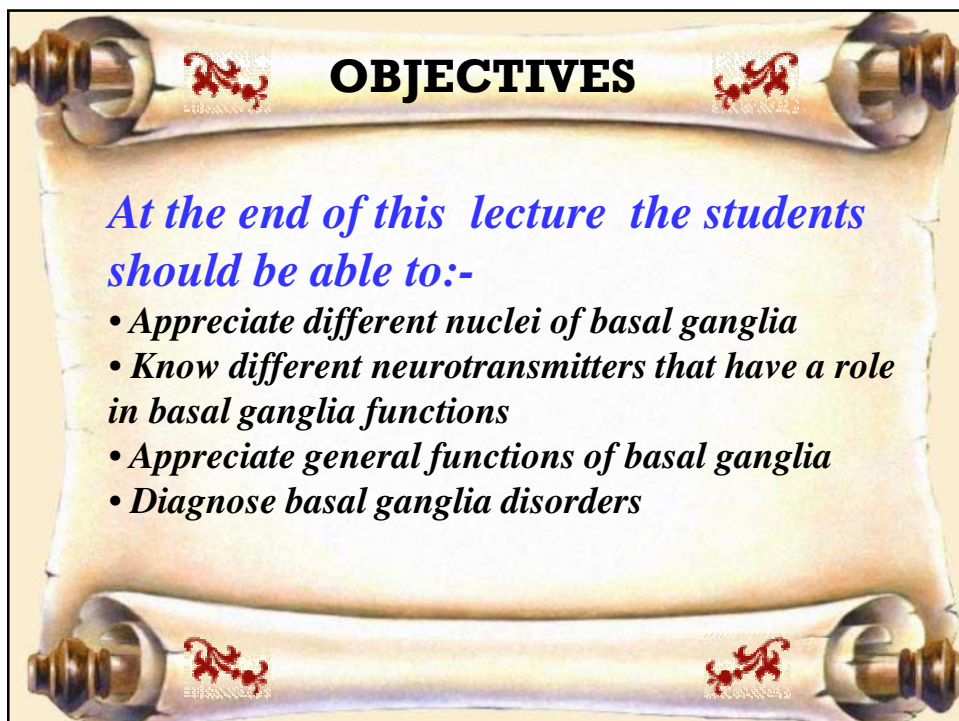 OBJECTIVES
At the end of this lecture the students
should be able to:-
• Appreciate different nuclei of basal ganglia
• Know different neurotransmitters that have a role
in basal ganglia functions
• Appreciate general functions of basal ganglia
• Diagnose basal ganglia disorders